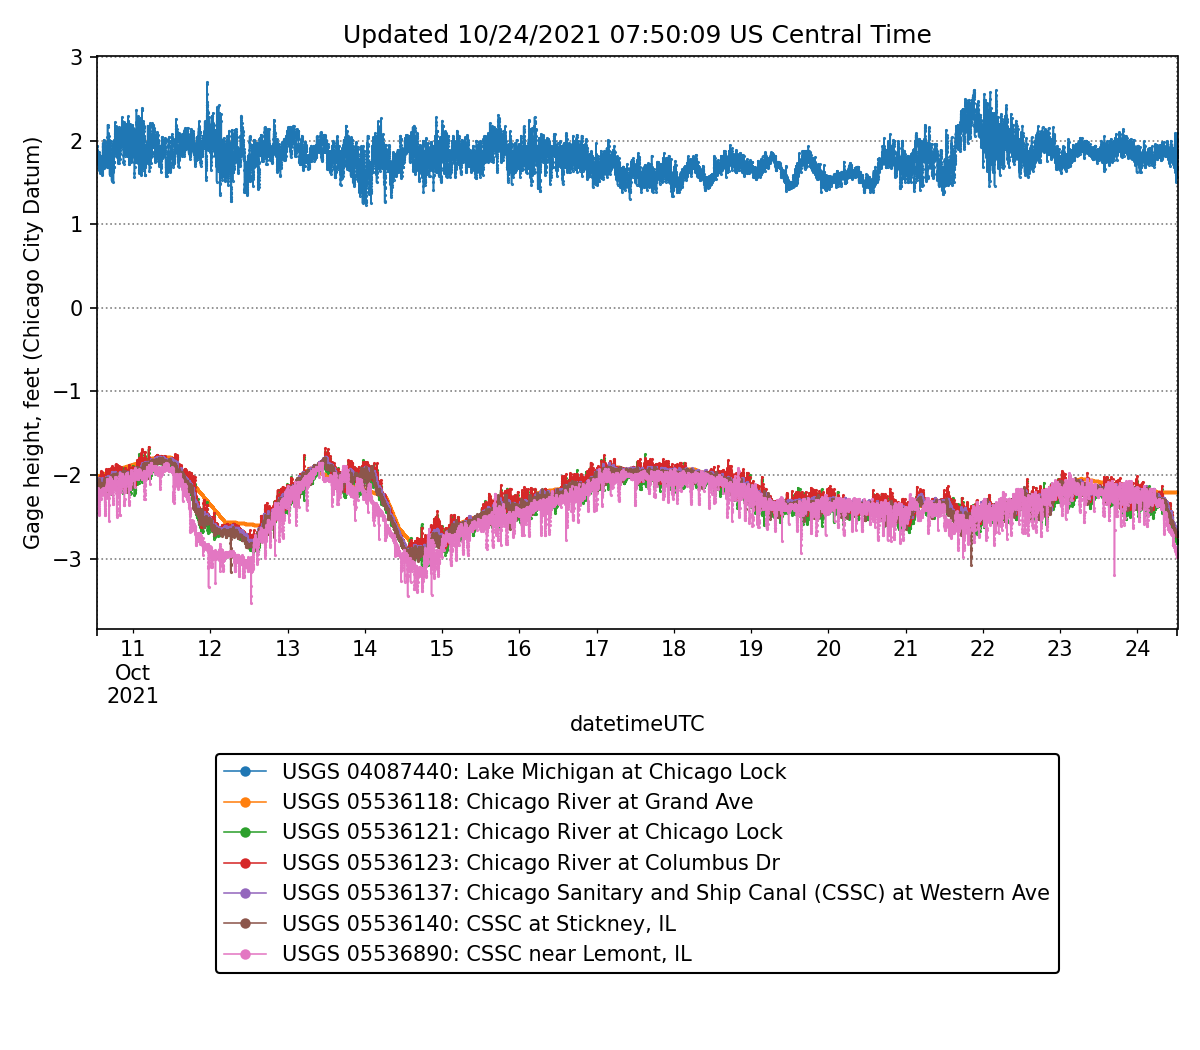 Updated 10/24/2021 07:50:09 US Central Time
Gage height, feet (Chicago City Datum)
3
2
1
0
−1
−2
−3
11 12 13 14 15 16 17 18 19 20 21 22 23 24
Oct
2021
datetimeUTC
USGS 04087440: Lake Michigan at Chicago Lock
USGS 05536118: Chicago River at Grand Ave
USGS 05536121: Chicago River at Chicago Lock
USGS 05536123: Chicago River at Columbus Dr
USGS 05536137: Chicago Sanitary and Ship Canal (CSSC) at Western Ave
USGS 05536140: CSSC at Stickney, IL
USGS 05536890: CSSC near Lemont, IL